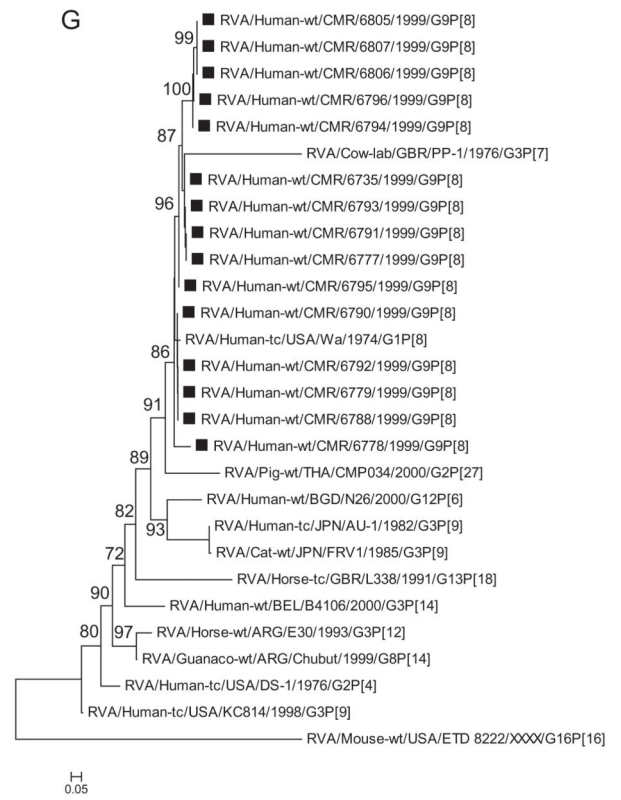 G
RVA/Human-wt/CMR/6805/1999/G9P[8]
99
RVA/Human-wt/CMR/6807/1999/G9P[8]
RVA/Human-wt/CMR/6806/1999/G9P[8]
100
RVA/Human-wt/CMR/6796/1999/G9P[8]
RVA/Human-wt/CMR/6794/1999/G9P[8]
87
RVA/Cow-lab/GBR/PP-1/1976/G3P[7]
RVA/Human-wt/CMR/6735/1999/G9P[8]
96
RVA/Human-wt/CMR/6793/1999/G9P[8]
RVA/Human-wt/CMR/6791/1999/G9P[8]
RVA/Human-wt/CMR/6777/1999/G9P[8]
RVA/Human-wt/CMR/6795/1999/G9P[8]
RVA/Human-wt/CMR/6790/1999/G9P[8]
RVA/Human-tc/USA/Wa/1974/G1P[8]
86
RVA/Human-wt/CMR/6792/1999/G9P[8]
RVA/Human-wt/CMR/6779/1999/G9P[8]
91
RVA/Human-wt/CMR/6788/1999/G9P[8]
RVA/Human-wt/CMR/6778/1999/G9P[8]
89
RVA/Pig-wt/THA/CMP034/2000/G2P[27]
RVA/Human-wt/BGD/N26/2000/G12P[6]
82
93
RVA/Human-tc/JPN/AU-1/1982/G3P[9]
RVA/Cat-wt/JPN/FRV1/1985/G3P[9]
72
RVA/Horse-tc/GBR/L338/1991/G13P[18]
90
RVA/Human-wt/BEL/B4106/2000/G3P[14]
80
97
RVA/Horse-wt/ARG/E30/1993/G3P[12]
RVA/Guanaco-wt/ARG/Chubut/1999/G8P[14]
RVA/Human-tc/USA/DS-1/1976/G2P[4]
RVA/Human-tc/USA/KC814/1998/G3P[9]
RVA/Mouse-wt/USA/ETD 8222/XXXX/G16P[16]
0.05